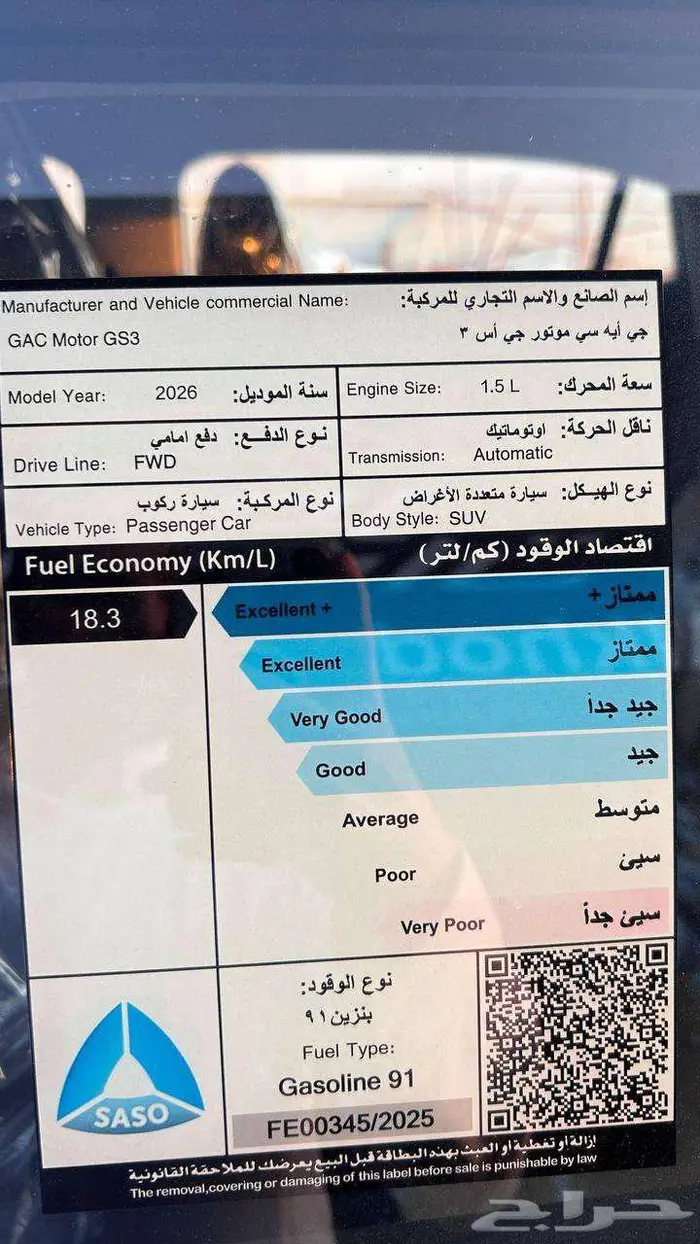 Manufacturer and Vehicle commercial Name: إسم الصانع والاسم التجاري للمركبة:
GAC Motor GS3 جي أيه سي موتور جي أس ٣
Model Year: 2026 سنة الموديل:
Engine Size: 1.5 L سعة المحرك:
نوع الدفع: دفع امامي
Drive Line: FWD
ناقل الحركة: اوتوماتيك
Transmission: Automatic
نوع المركبة: سيارة ركوب
Vehicle Type: Passenger Car
نوع الهيكل: سيارة متعددة الأغراض
Body Style: SUV
Fuel Economy (Km/L) اقتصاد الوقود (كم/لتر)
18.3
Excellent + ممتاز +
Excellent ممتاز
Very Good جيد جداً
Good جيد
Average متوسط
Poor سيئ
Very Poor سيئ جداً
SASO
نوع الوقود:
بنزين ٩١
Fuel Type:
Gasoline 91
FE00345/2025
إزالة أو تغطية أو العبث بهذه البطاقة قبل البيع يعرضك للملاحقة القانونية
The removal,covering or damaging of this label before sale is punishable by law
حراج